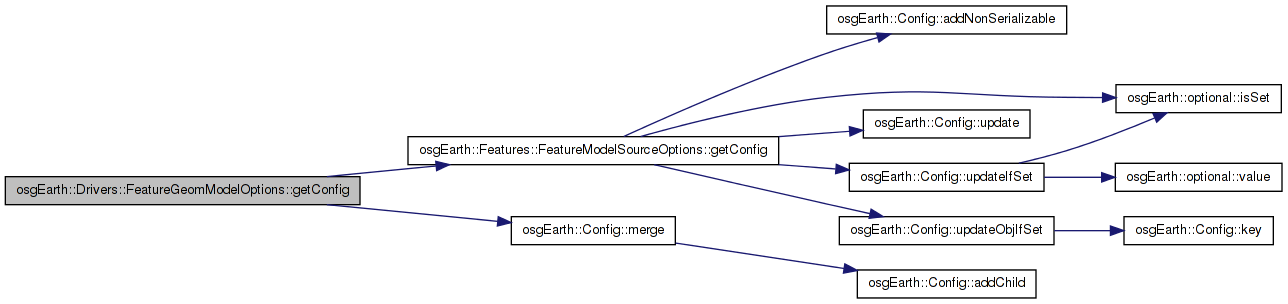 osgEarth::Config::addNonSerializable
osgEarth::optional::isSet
osgEarth::Config::update
osgEarth::Features::FeatureModelSourceOptions::getConfig
osgEarth::Config::updateIfSet
osgEarth::optional::value
osgEarth::Drivers::FeatureGeomModelOptions::getConfig
osgEarth::Config::merge
osgEarth::Config::updateObjIfSet
osgEarth::Config::key
osgEarth::Config::addChild